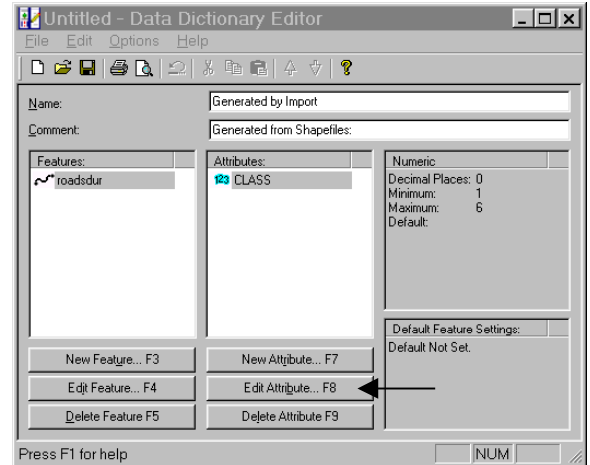 Untitled - Data Dictionary Editor
File Edit Options Help
Name: Generated by Import
Comment: Generated from Shapefiles:
Features: Attributes: Numeric
roadsdur 123 CLASS Decimal Places: 0
Minimum: 1
Maximum: 6
Default:
Default Feature Settings:
Default Not Set.
New Feature... F3 New Attribute... F7
Edit Feature... F4 Edit Attribute... F8
Delete Feature F5 Delete Attribute F9
Press F1 for help NUM